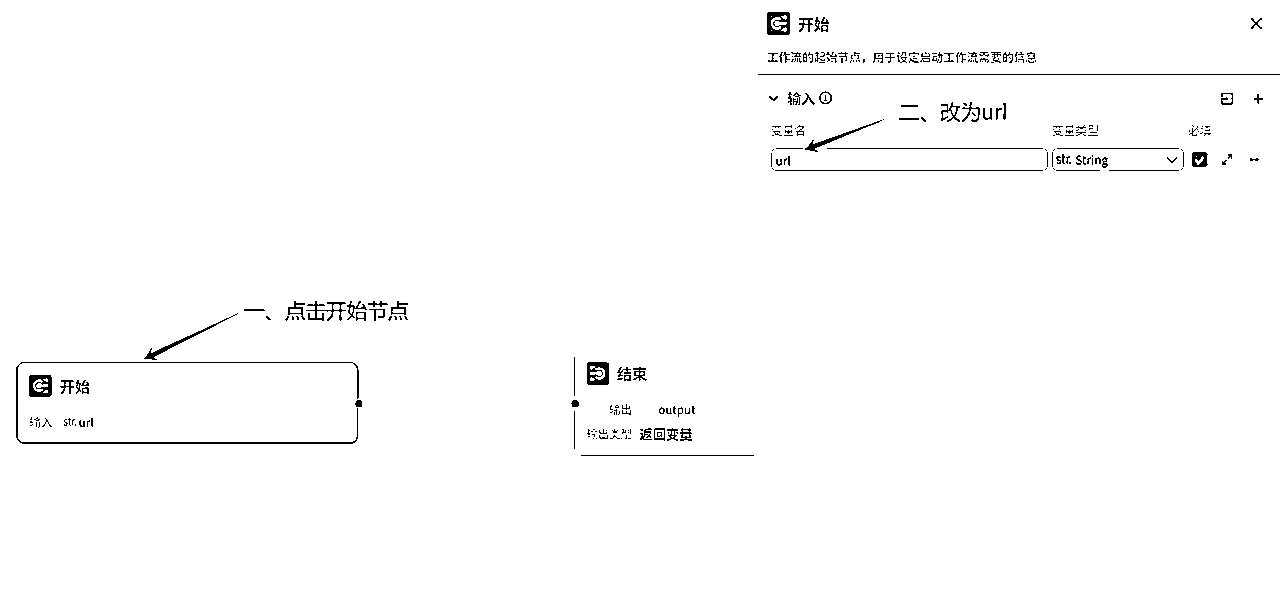 开始
工作流的起始节点，用于设定启动工作流需要的信息
输入
二、改为url
变量名 变量类型 必填
url str. String
一、点击开始节点
开始
输入 str. url
结束
输出 output
输出类型 返回变量